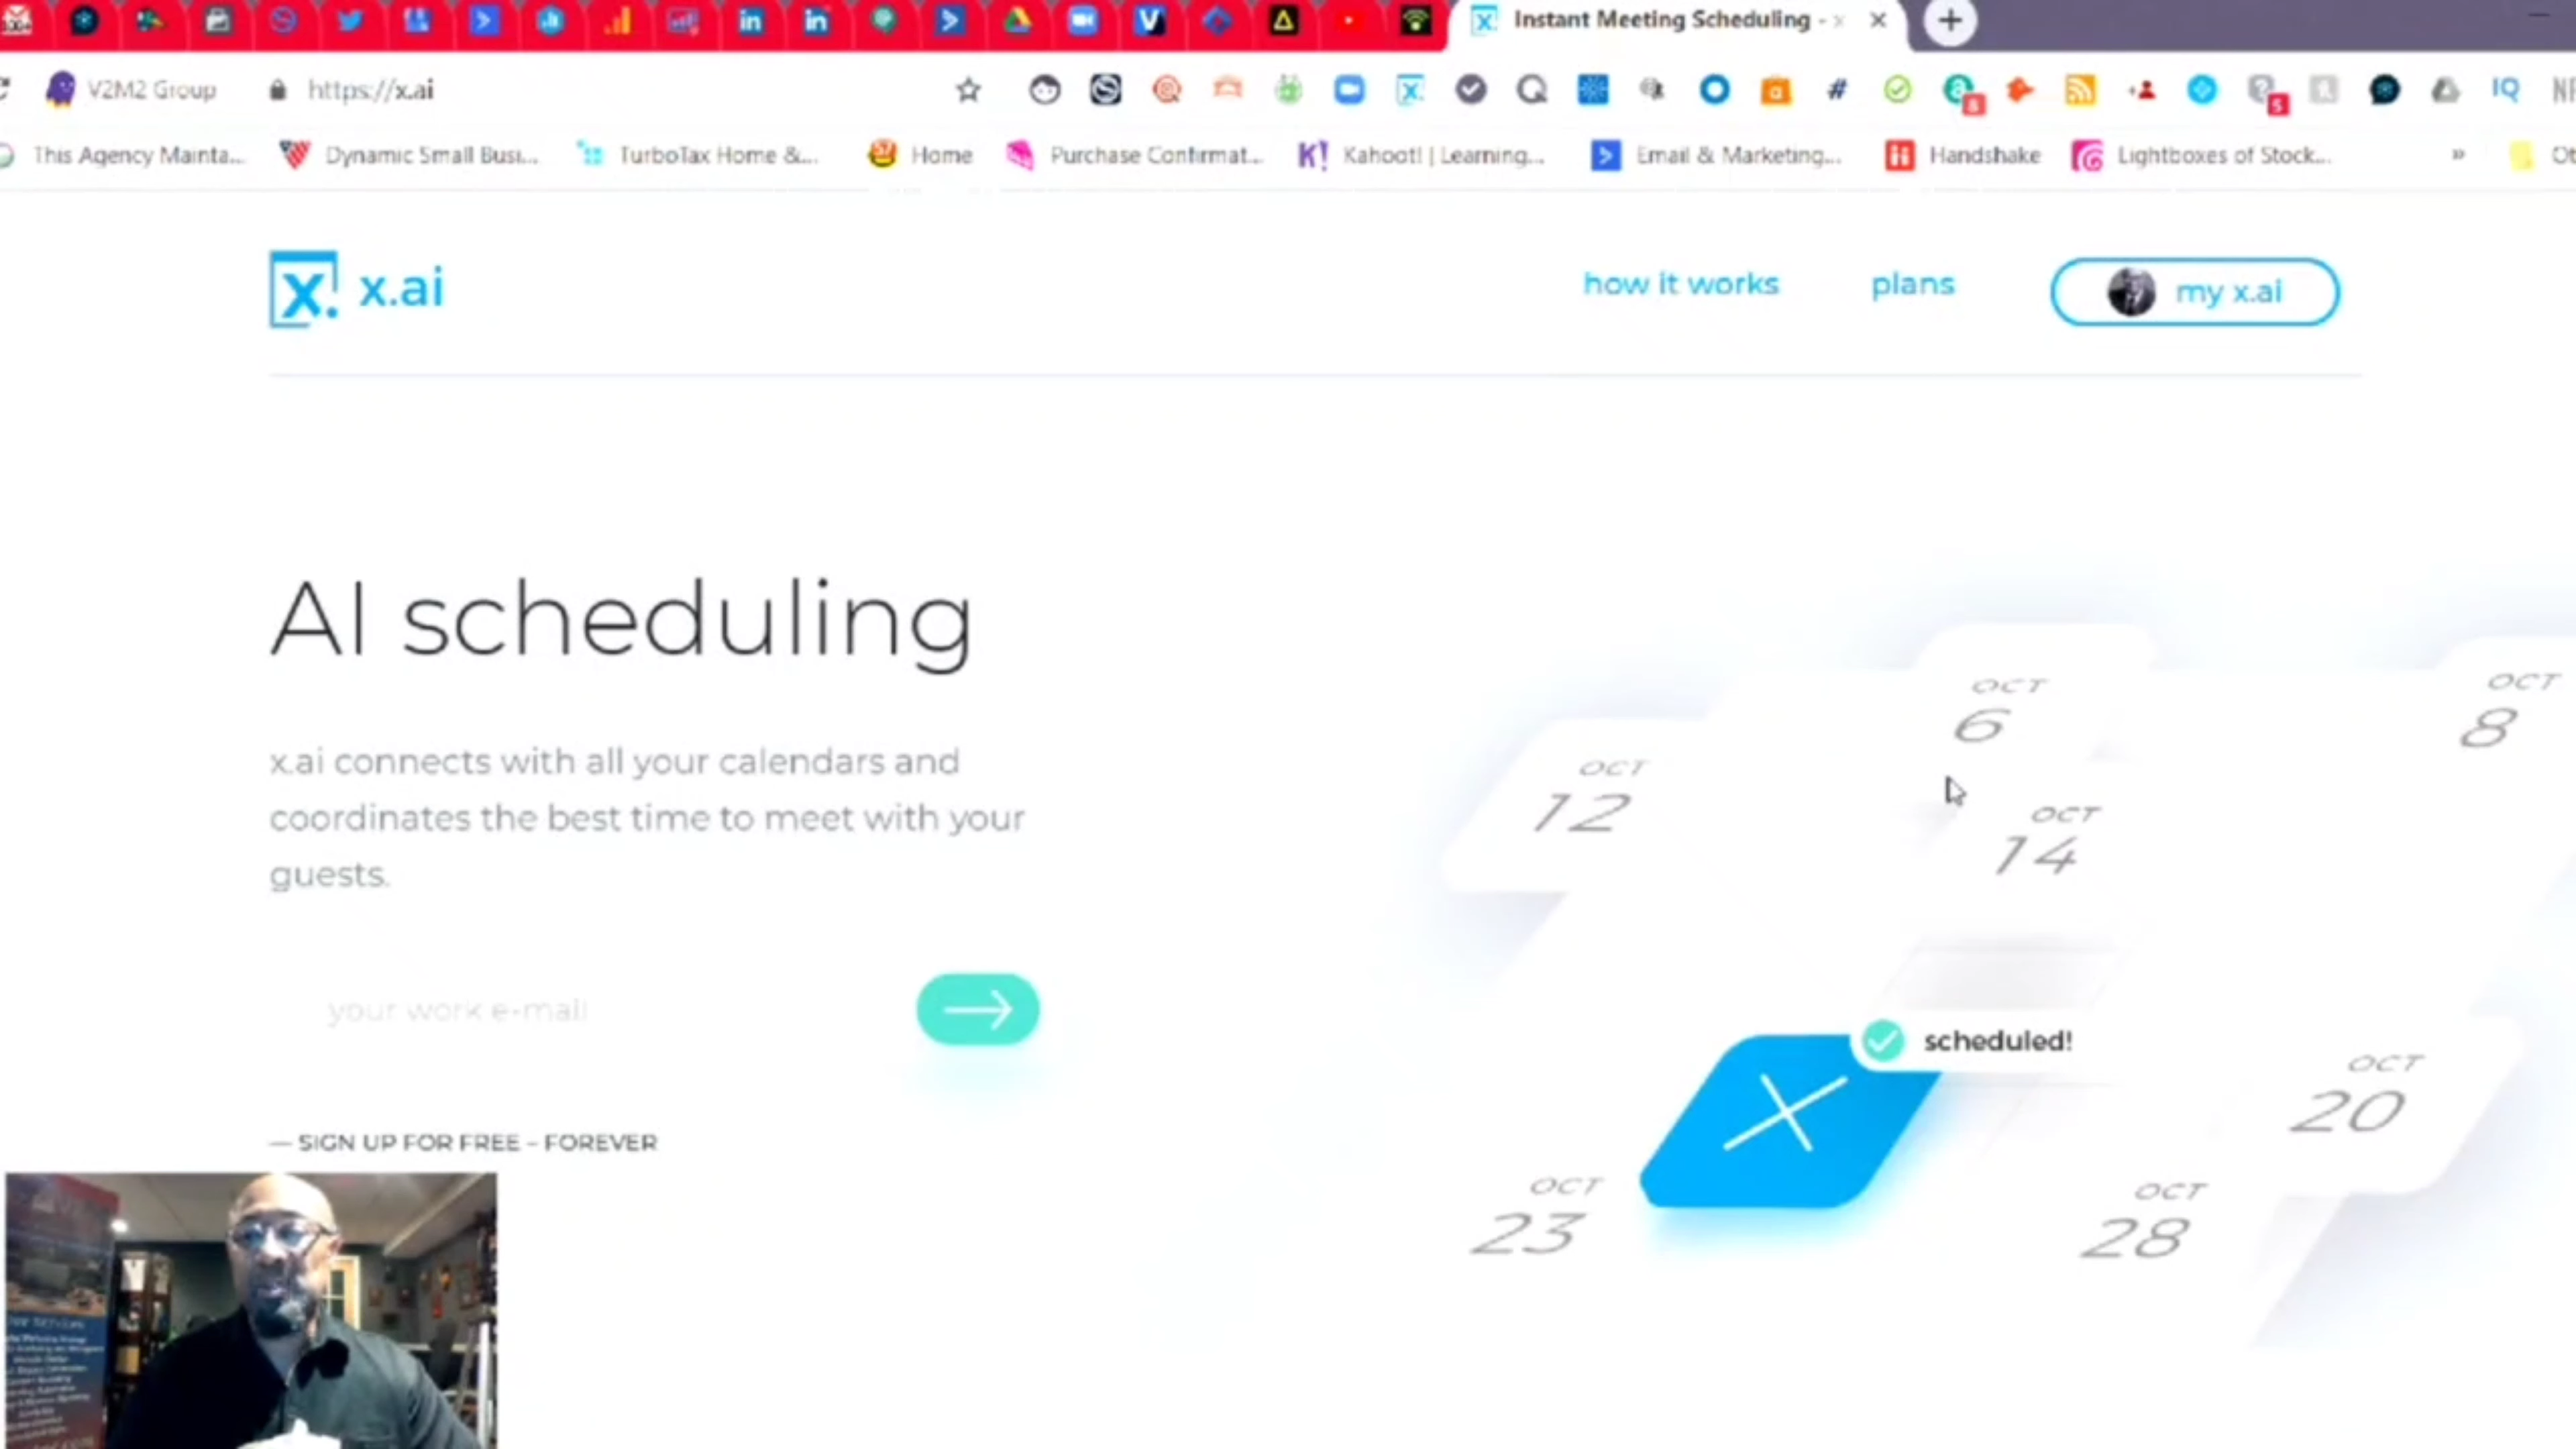 Instant Meeting Scheduling - x
V2M2 Group
https://x.ai
This Agency Mainta...
Dynamic Small Busi...
TurboTax Home &...
Home
Purchase Confirmat...
Kahoot! | Learning...
Email & Marketing...
Handshake
Lightboxes of Stock...
»
Ot
x. x.ai
how it works
plans
my x.ai
AI scheduling
x.ai connects with all your calendars and
coordinates the best time to meet with your
guests.
your work e-mail
— SIGN UP FOR FREE - FOREVER
OCT
6
OCT
8
OCT
12
OCT
14
scheduled!
OCT
20
OCT
23
OCT
28